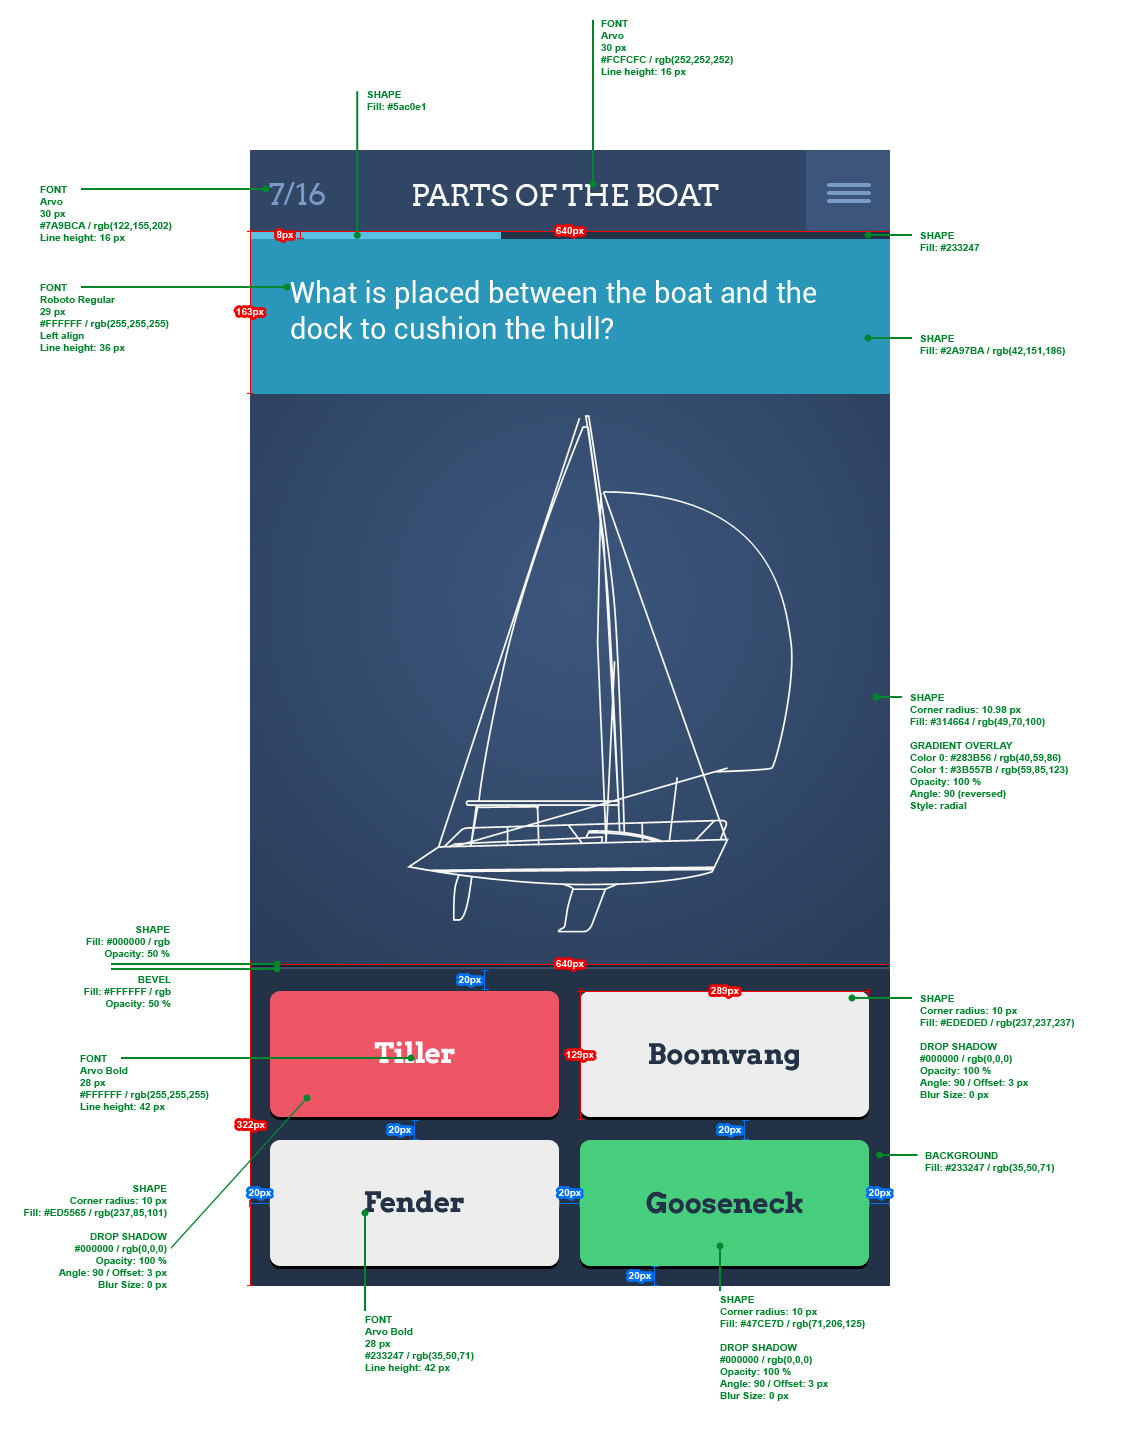 FONT
Arvo
30 px
#FCFCFC / rgb(252,252,252)
Line height: 16 px
SHAPE
Fill: #5ac0e1
FONT
Arvo
30 px
#7A9BCA / rgb(122,155,202)
Line height: 16 px
7/16
PARTS OF THE BOAT
8px
640px
SHAPE
Fill: #233247
FONT
Roboto Regular
29 px
#FFFFFF / rgb(255,255,255)
Left align
Line height: 36 px
163px
What is placed between the boat and the
dock to cushion the hull?
SHAPE
Fill: #2A97BA / rgb(42,151,186)
SHAPE
Corner radius: 10.98 px
Fill: #314664 / rgb(49,70,100)
GRADIENT OVERLAY
Color 0: #283B56 / rgb(40,59,86)
Color 1: #3B557B / rgb(59,85,123)
Opacity: 100 %
Angle: 90 (reversed)
Style: radial
SHAPE
Fill: #000000 / rgb
Opacity: 50 %
BEVEL
Fill: #FFFFFF / rgb
Opacity: 50 %
640px
20px
289px
SHAPE
Corner radius: 10 px
Fill: #EDEDED / rgb(237,237,237)
DROP SHADOW
#000000 / rgb(0,0,0)
Opacity: 100 %
Angle: 90 / Offset: 3 px
Blur Size: 0 px
FONT
Arvo Bold
28 px
#FFFFFF / rgb(255,255,255)
Line height: 42 px
Tiller
129px
Boomvang
322px
20px
20px
BACKGROUND
Fill: #233247 / rgb(35,50,71)
SHAPE
Corner radius: 10 px
Fill: #ED5565 / rgb(237,85,101)
DROP SHADOW
#000000 / rgb(0,0,0)
Opacity: 100 %
Angle: 90 / Offset: 3 px
Blur Size: 0 px
20px
Fender
20px
Gooseneck
20px
20px
FONT
Arvo Bold
28 px
#233247 / rgb(35,50,71)
Line height: 42 px
SHAPE
Corner radius: 10 px
Fill: #47CE7D / rgb(71,206,125)
DROP SHADOW
#000000 / rgb(0,0,0)
Opacity: 100 %
Angle: 90 / Offset: 3 px
Blur Size: 0 px